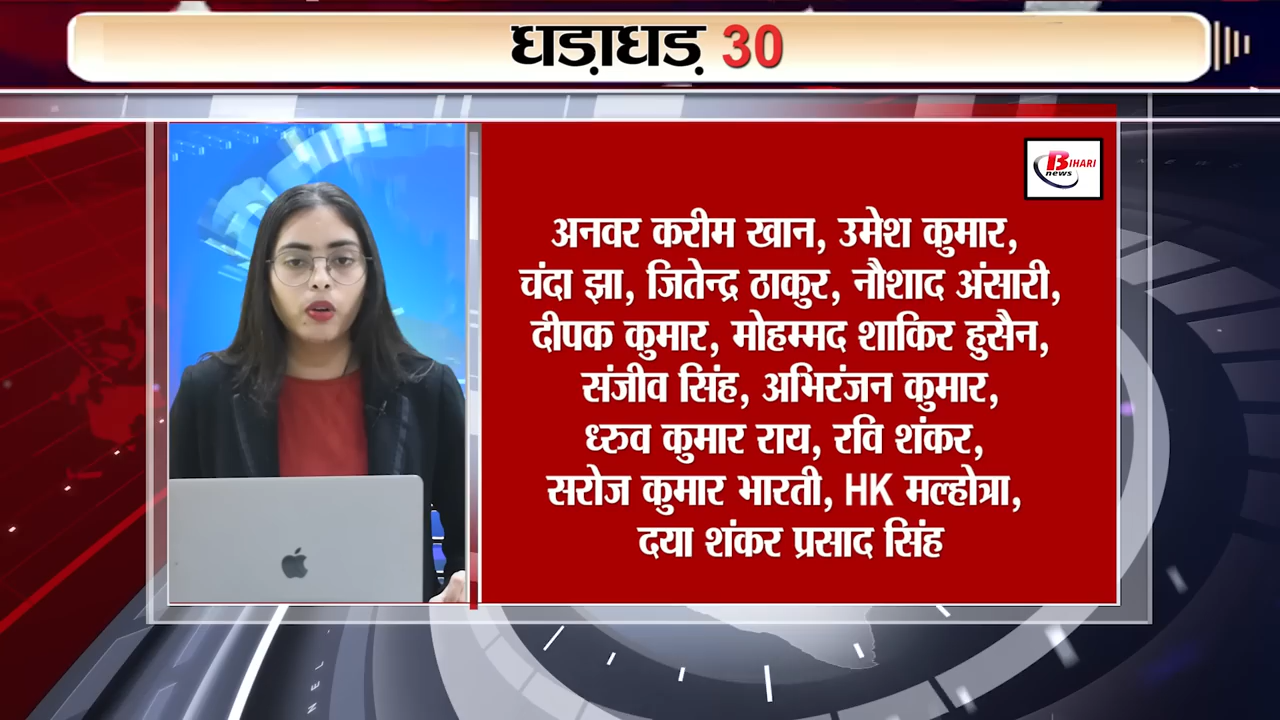 धड़ाधड़ 30
BIHARI
news
अनवर करीम खान, उमेश कुमार,
चंदा झा, जितेन्द्र ठाकुर, नौशाद अंसारी,
दीपक कुमार, मोहम्मद शाकिर हुसैन,
संजीव सिंह, अभिरंजन कुमार,
ध्रुव कुमार राय, रवि शंकर,
सरोज कुमार भारती, HK मल्होत्रा,
दया शंकर प्रसाद सिंह